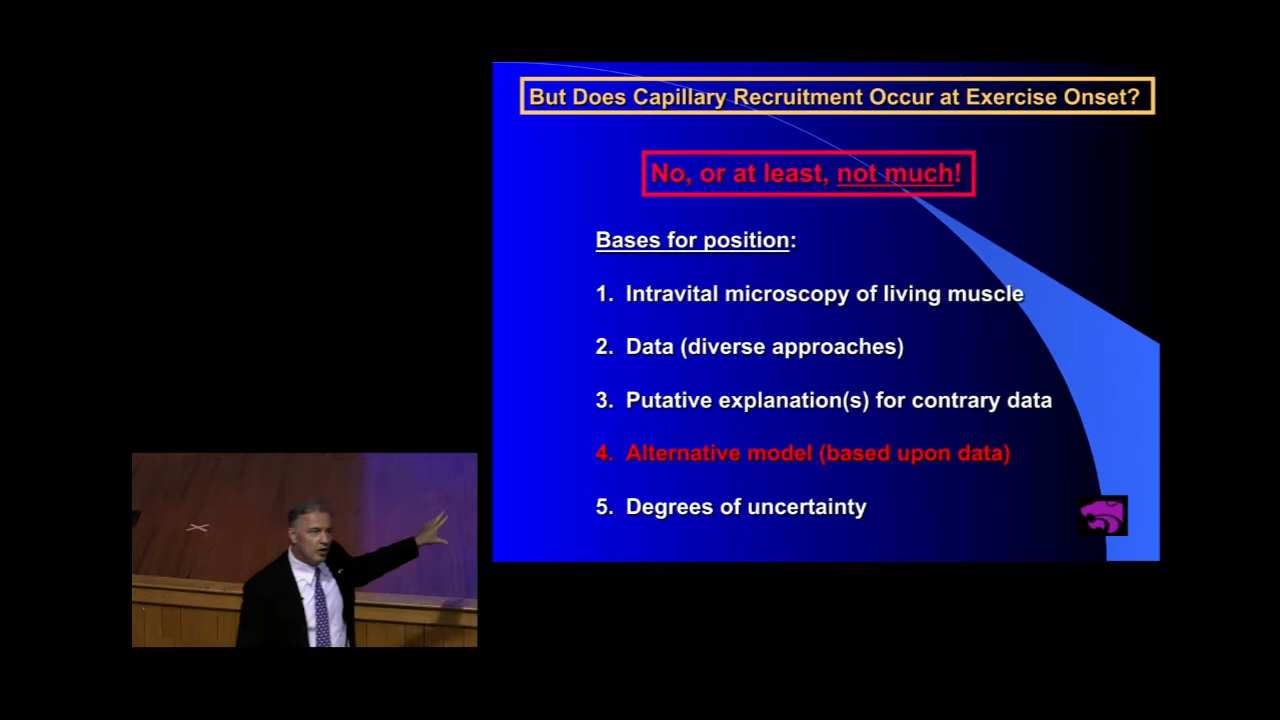 But Does Capillary Recruitment Occur at Exercise Onset?
No, or at least, not much!
Bases for position:
1. Intravital microscopy of living muscle
2. Data (diverse approaches)
3. Putative explanation(s) for contrary data
4. Alternative model (based upon data)
5. Degrees of uncertainty